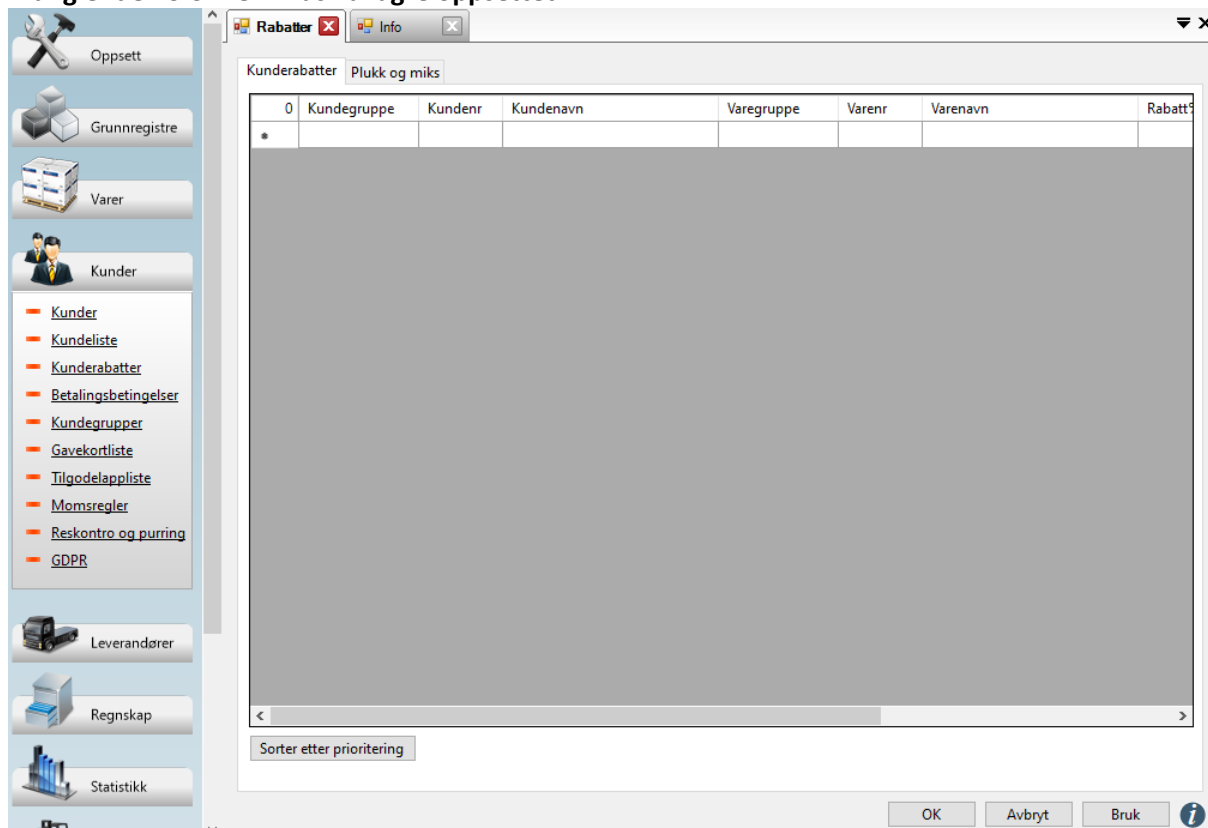 Oppsett
Grunnregistre
Varer
Kunder
Kunder
Kundeliste
Kunderabatter
Betalingsbetingelser
Kundegrupper
Gavekortliste
Tilgodelappliste
Momsregler
Reskontro og purring
GDPR
Leverandører
Regnskap
Statistikk
Rabatter Info
Kunderabatter Plukk og miks
0 Kundegruppe Kundenr Kundenavn Varegruppe Varenr Varenavn Rabatt%
*
Sorter etter prioritering
OK Avbryt Bruk